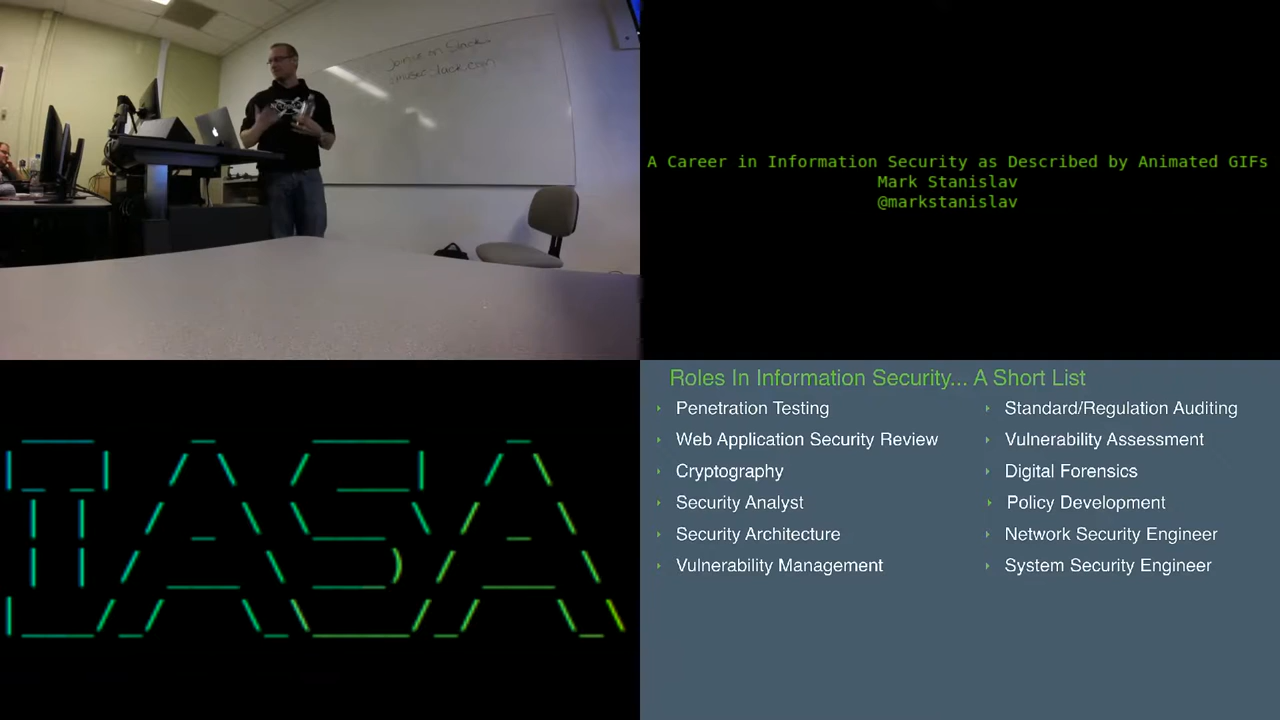 on Slack
A Career in Information Security as Described by Animated GIFs
Mark Stanislav
@markstanislav
IASA
Roles In Information Security... A Short List
Penetration Testing
Web Application Security Review
Cryptography
Security Analyst
Security Architecture
Vulnerability Management
Standard/Regulation Auditing
Vulnerability Assessment
Digital Forensics
Policy Development
Network Security Engineer
System Security Engineer